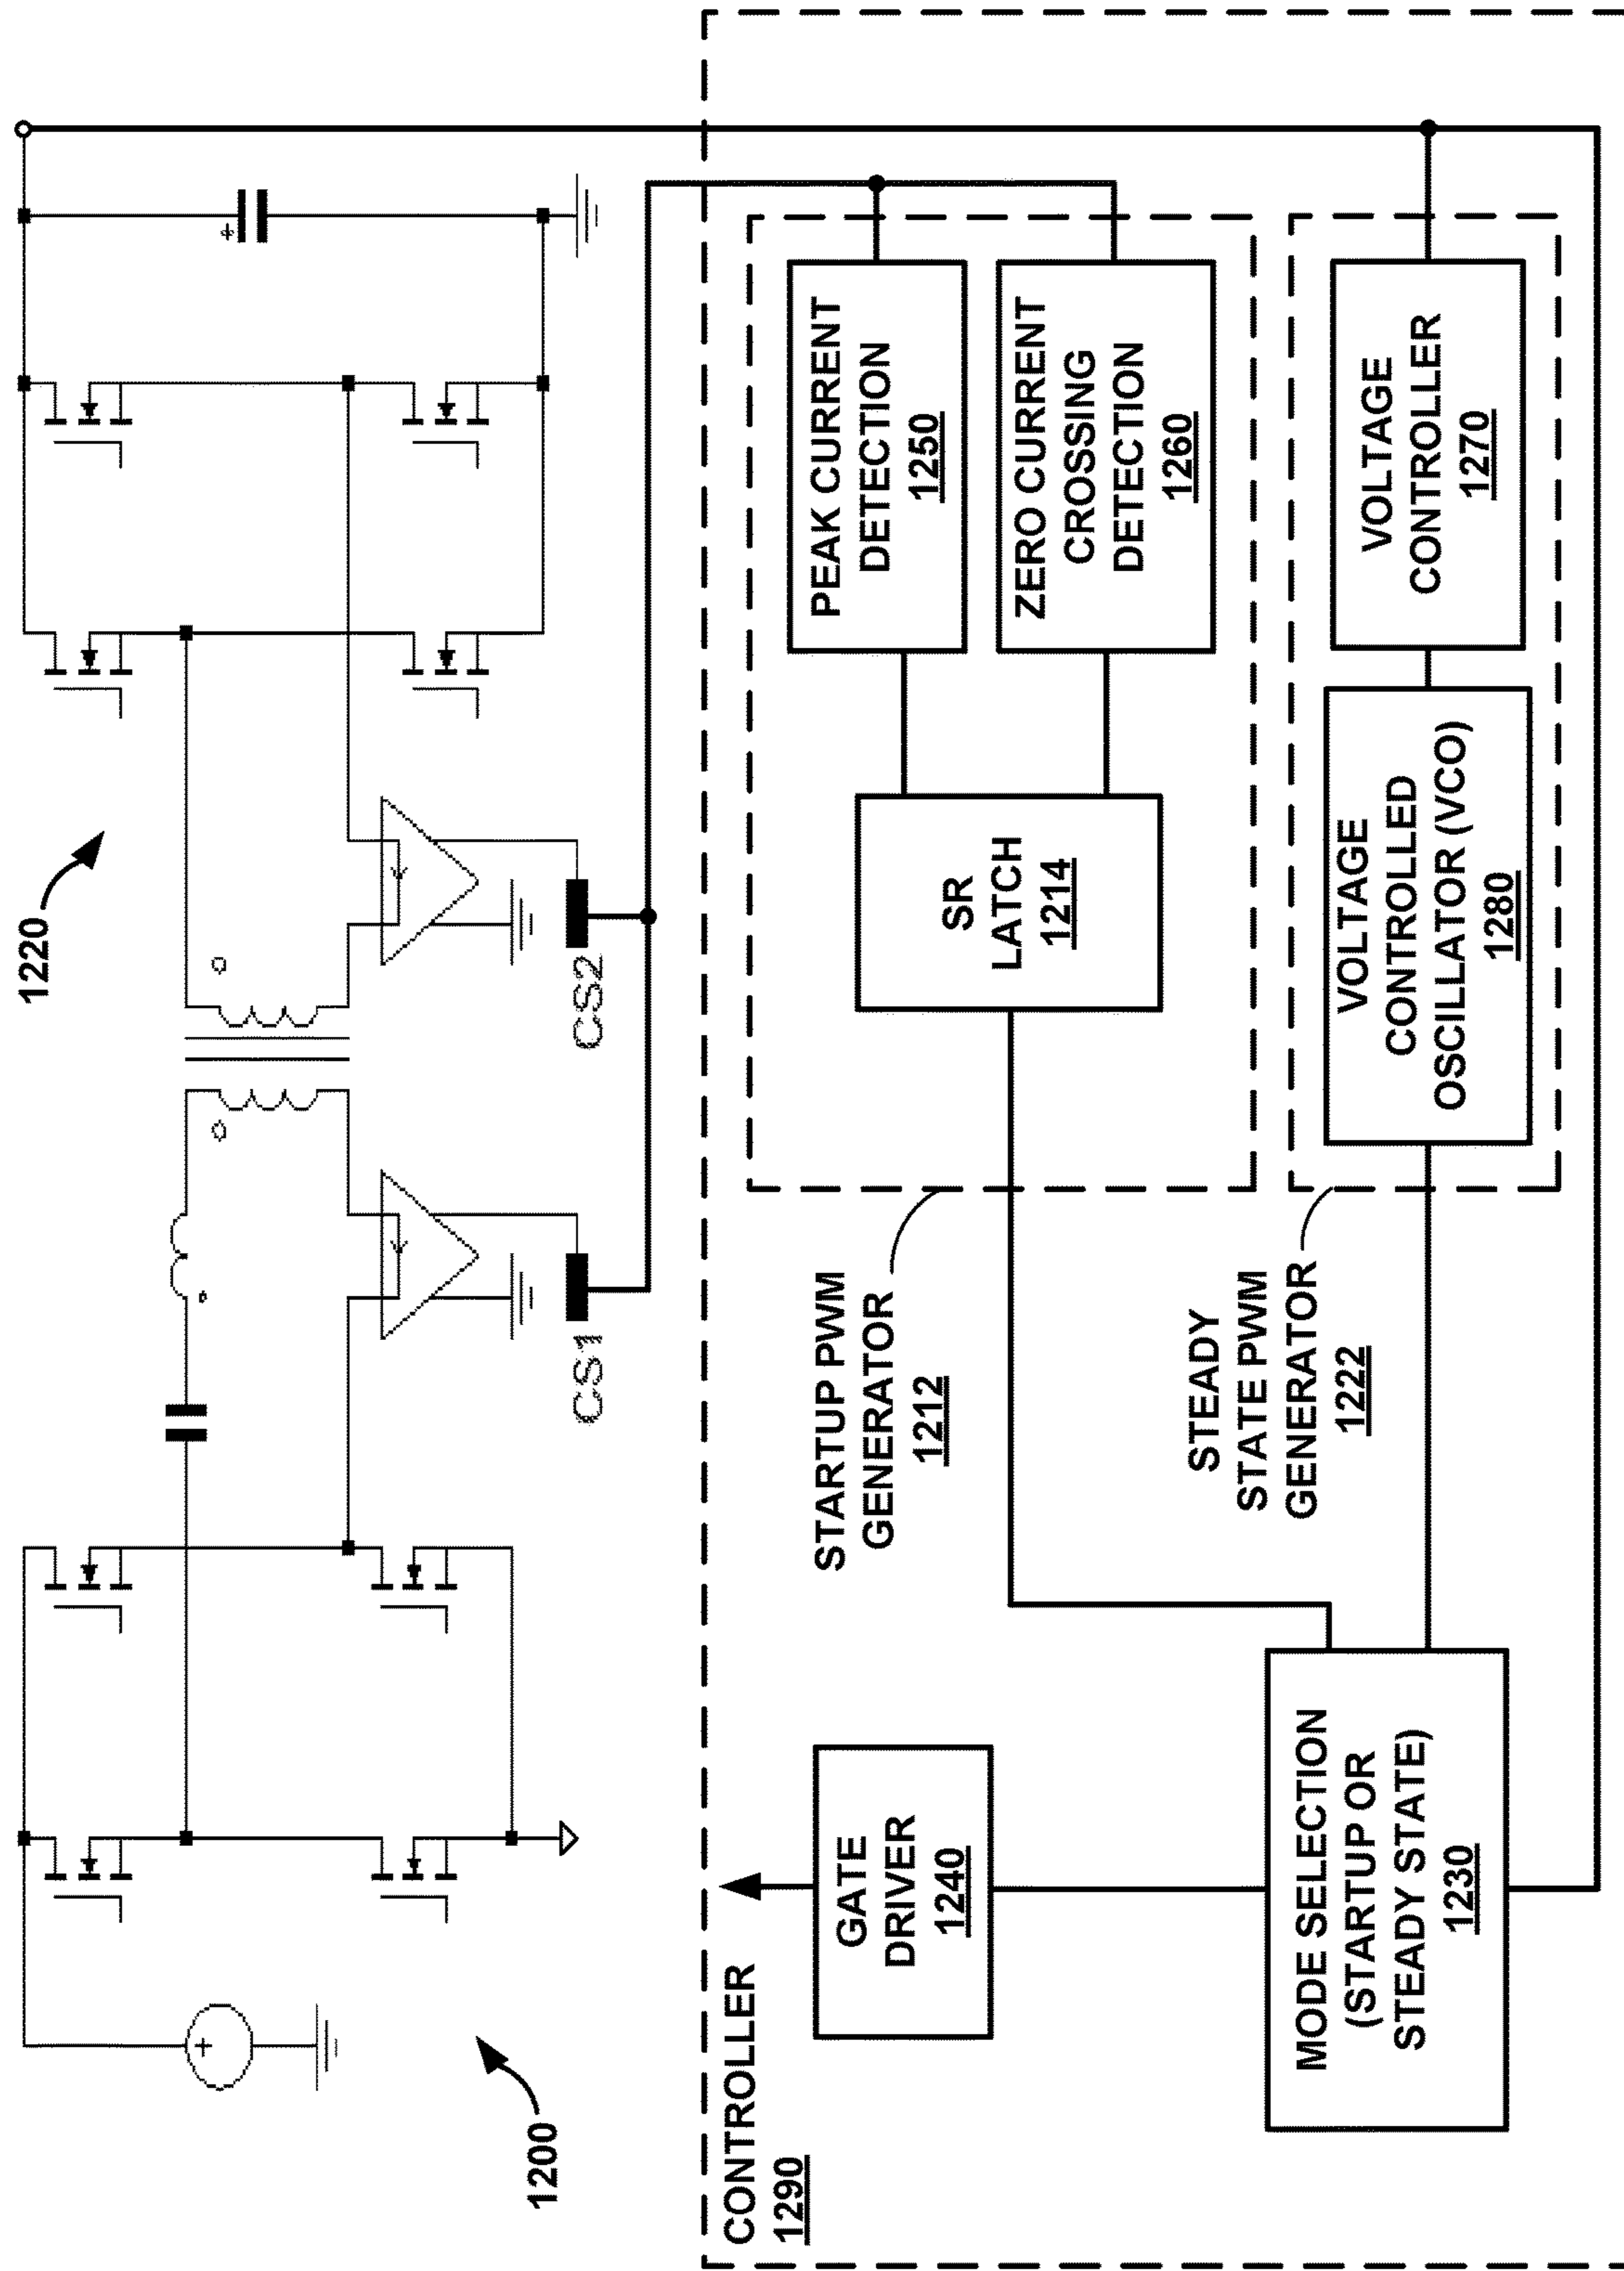 1220
1200
+
+
CS1
CS2
CONTROLLER
1290
GATE
DRIVER
1240
STARTUP PWM
GENERATOR
1212
SR
LATCH
1214
PEAK CURRENT
DETECTION
1250
ZERO CURRENT
CROSSING
DETECTION
1260
MODE SELECTION
(STARTUP OR
STEADY STATE)
1230
STEADY
STATE PWM
GENERATOR
1222
VOLTAGE
CONTROLLED
OSCILLATOR (VCO)
1280
VOLTAGE
CONTROLLER
1270